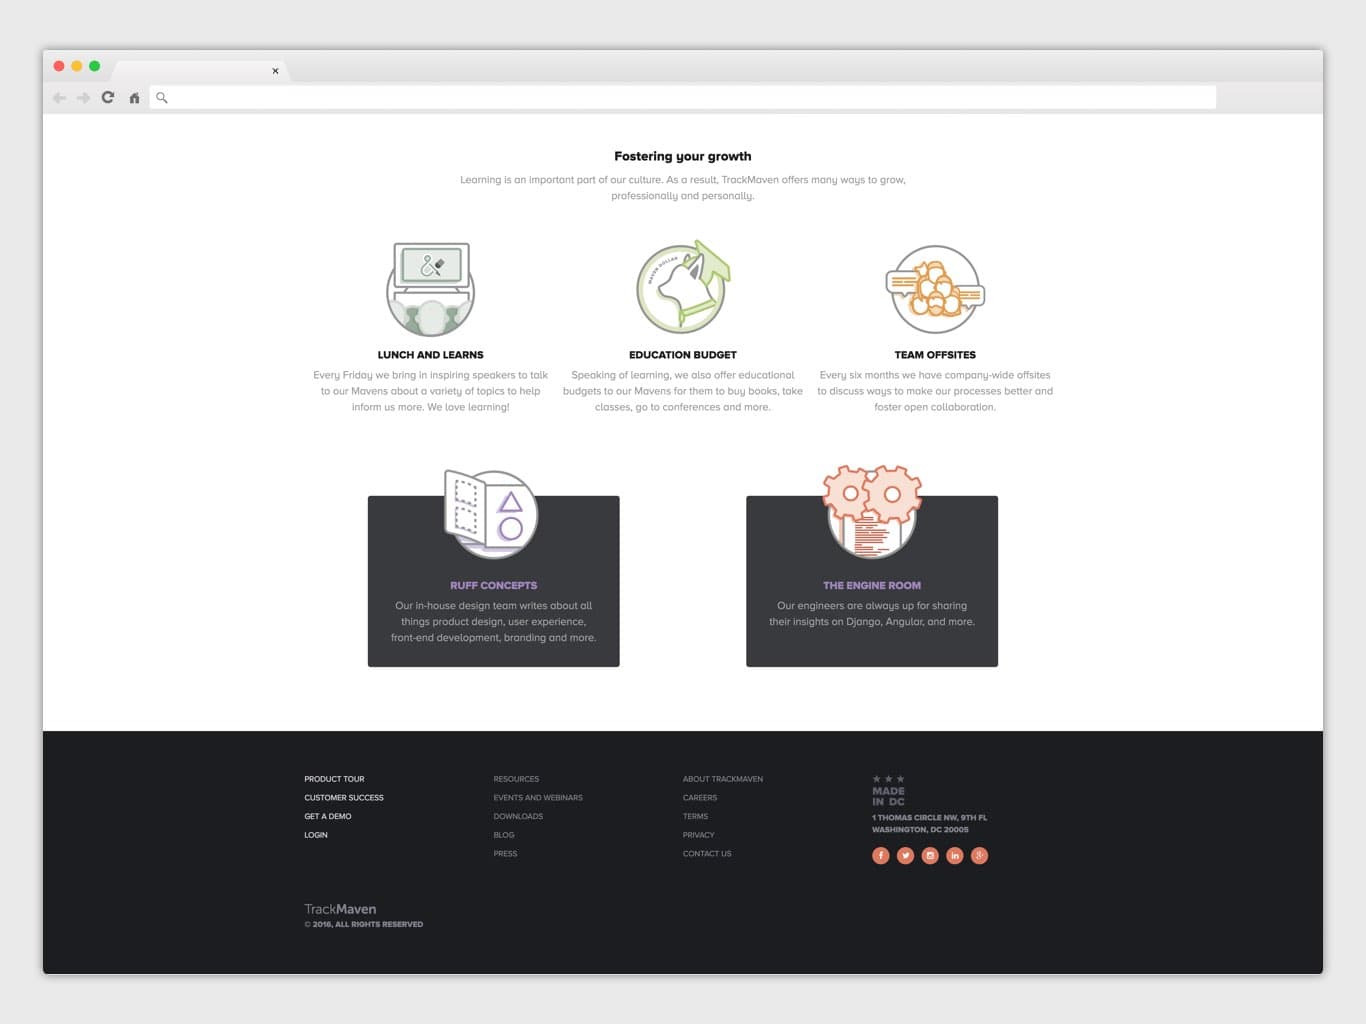 Fostering your growth
Learning is an important part of our culture. As a result, TrackMaven offers many ways to grow,
professionally and personally.
MAVEN DOLLAR
LUNCH AND LEARNS
Every Friday we bring in inspiring speakers to talk
to our Mavens about a variety of topics to help
inform us more. We love learning!
EDUCATION BUDGET
Speaking of learning, we also offer educational
budgets to our Mavens for them to buy books, take
classes, go to conferences and more.
TEAM OFFSITES
Every six months we have company-wide offsites
to discuss ways to make our processes better and
foster open collaboration.
RUFF CONCEPTS
Our in-house design team writes about all
things product design, user experience,
front-end development, branding and more.
THE ENGINE ROOM
Our engineers are always up for sharing
their insights on Django, Angular, and more.
PRODUCT TOUR
CUSTOMER SUCCESS
GET A DEMO
LOGIN
RESOURCES
EVENTS AND WEBINARS
DOWNLOADS
BLOG
PRESS
ABOUT TRACKMAVEN
CAREERS
TERMS
PRIVACY
CONTACT US
MADE
IN DC
1 THOMAS CIRCLE NW, 9TH FL
WASHINGTON, DC 20005
TrackMaven
© 2016, ALL RIGHTS RESERVED